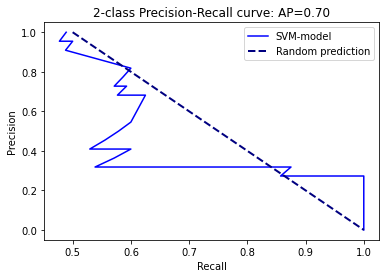 2-class Precision-Recall curve: AP=0.70
SVM-model
Random prediction
1.0
0.8
0.6
0.4
0.2
0.0
Precision
0.5 0.6 0.7 0.8 0.9 1.0
Recall